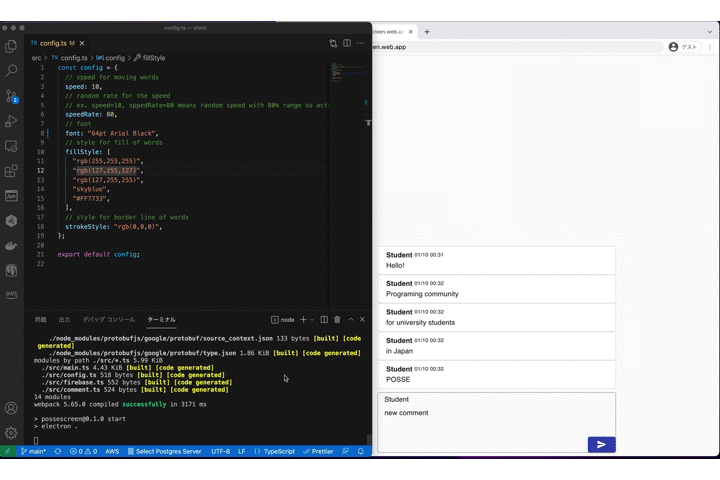 config.ts — client
TS config.ts M ×
src > TS config.ts > config > fillStyle
1 const config = {
2 // spped for moving words
3 speed: 10,
4 // random rate for the speed
5 // ex. speed=10, sppedRate=80 means random speed with 80% range so act
6 speedRate: 80,
7 // font
8 font: "64pt Arial Black",
9 // style for fill of words
10 fillStyle: [
11 "rgb(255,255,255)",
12 "rgb(127,255,127)",
13 "rgb(127,255,255)",
14 "skyblue",
15 "#FF7733",
16 ],
17 // style for border line of words
18 strokeStyle: "rgb(0,0,0)",
19 };
20
21 export default config;
22
問題 出力 デバッグ コンソール ターミナル node
./node_modules/protobufjs/google/protobuf/source_context.json 133 bytes [built] [code
generated]
./node_modules/protobufjs/google/protobuf/type.json 1.86 KiB [built] [code generated]
modules by path ./src/*.ts 5.99 KiB
./src/main.ts 4.43 KiB [built] [code generated]
./src/config.ts 518 bytes [built] [code generated]
./src/firebase.ts 552 bytes [built] [code generated]
./src/comment.ts 524 bytes [built] [code generated]
14 modules
webpack 5.65.0 compiled successfully in 3171 ms
> possescreen@0.1.0 start
> electron .
main* 0 0 AWS Select Postgres Server UTF-8 LF TypeScript Prettier
creen.web.app × +
en.web.app ゲスト
Student 01/10 00:31
Hello!
Student 01/10 00:32
Programing community
Student 01/10 00:32
for university students
Student 01/10 00:32
in Japan
Student 01/10 00:32
POSSE
Student
new comment